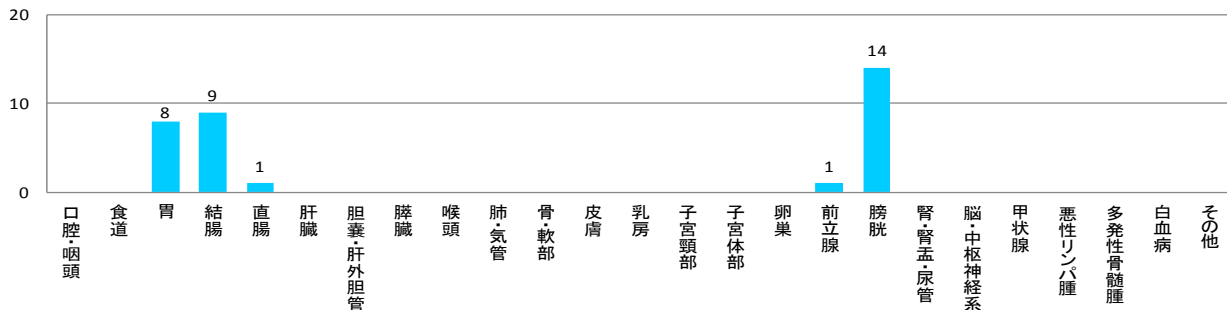 20
14
9
8
10
1
1
0
口腔・咽頭
食道
胃
結腸
直腸
肝臓
胆嚢・肝外胆管
膵臓
喉頭
肺・気管
骨・軟部
皮膚
乳房
子宮頸部
子宮体部
卵巣
前立腺
膀胱
腎・腎盂・尿管
脳・中枢神経系
甲状腺
悪性リンパ腫
多発性骨髄腫
白血病
その他